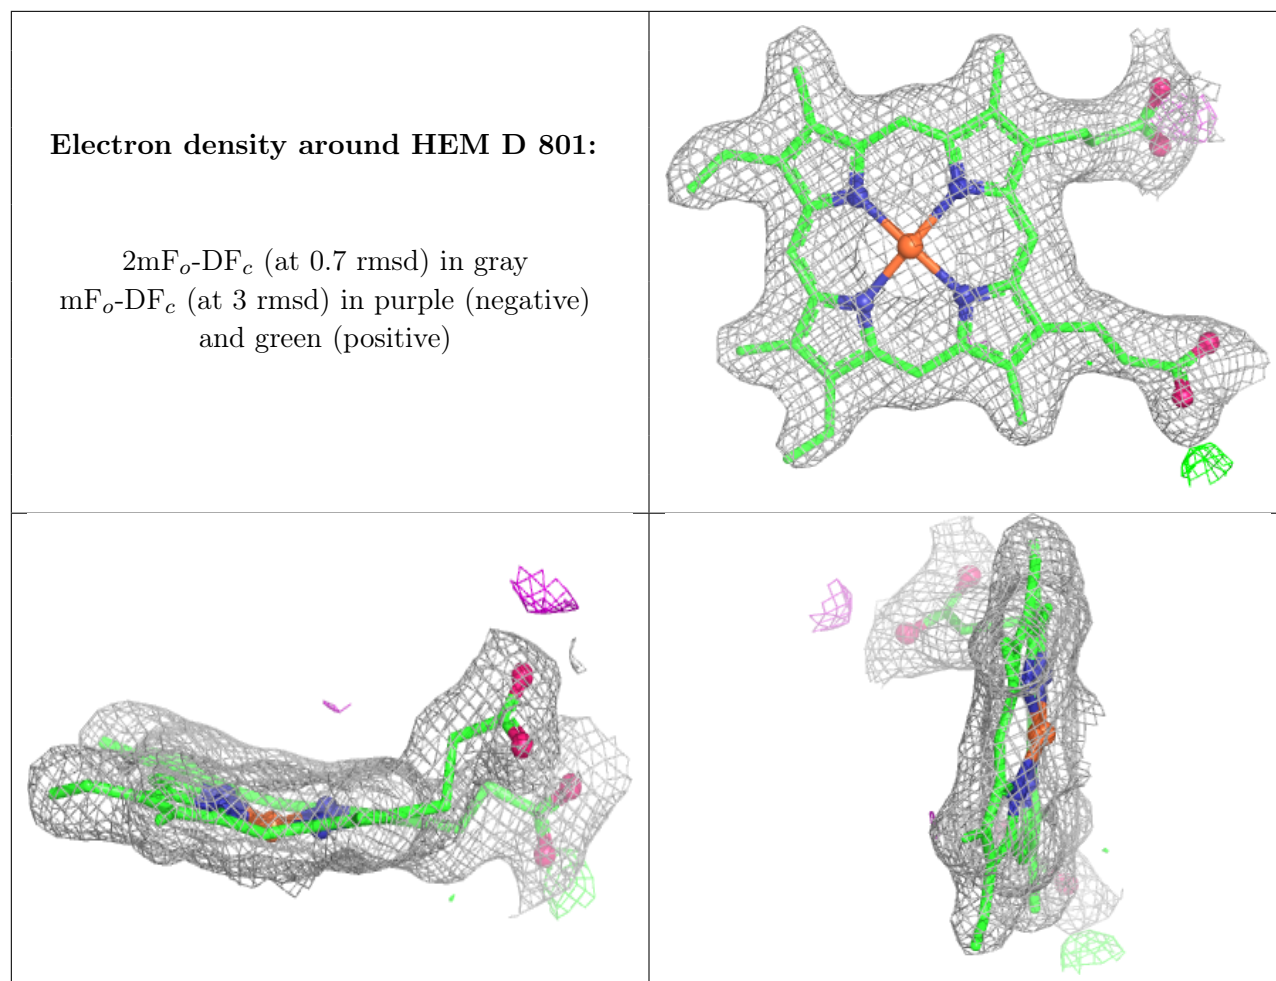 Electron density around HEM D 801:
2mFo-DFc (at 0.7 rmsd) in gray
mFo-DFc (at 3 rmsd) in purple (negative)
and green (positive)